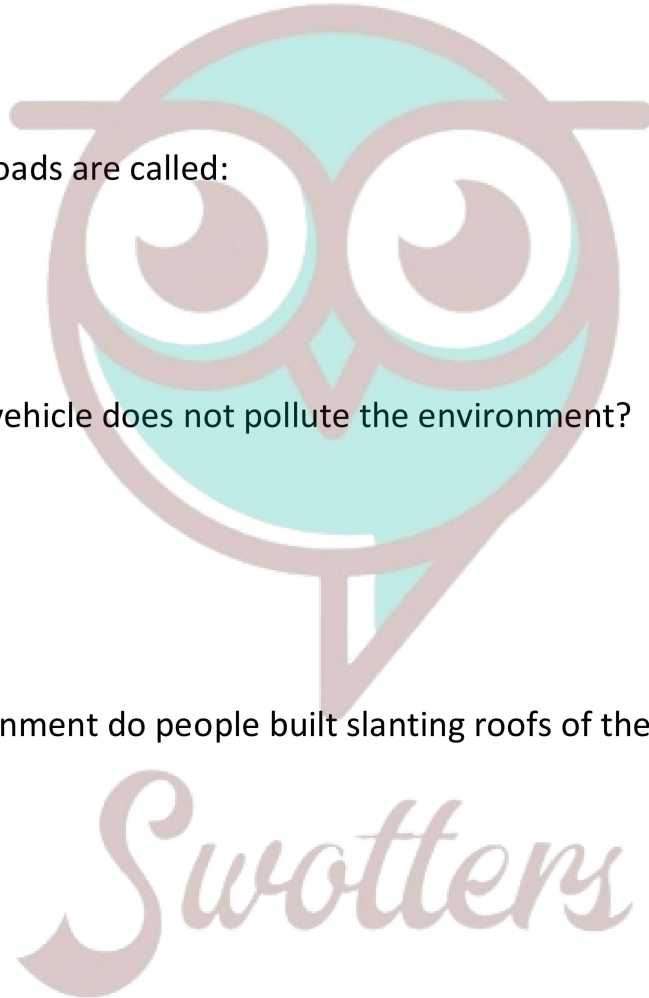 oads are called:
vehicle does not pollute the environment?
nment do people built slanting roofs of the
Swotters